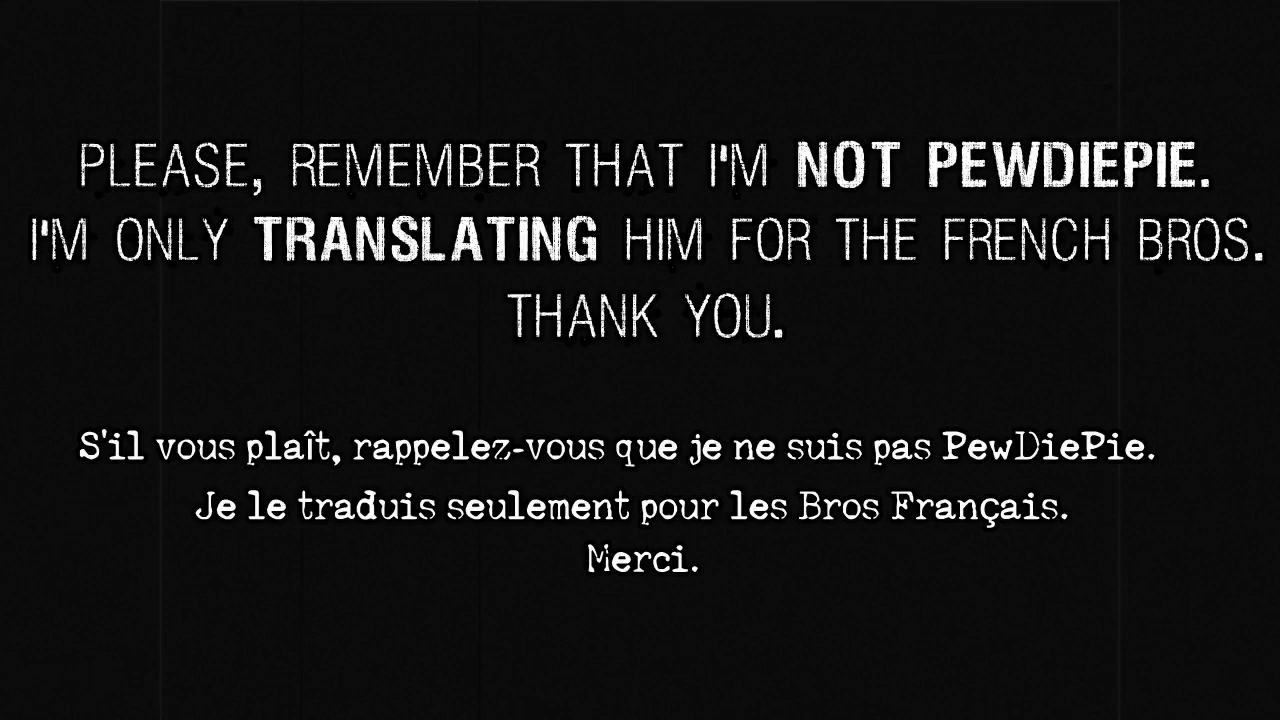 PLEASE, REMEMBER THAT I'M NOT PEWDIEPIE.
I'M ONLY TRANSLATING HIM FOR THE FRENCH BROS.
THANK YOU.
S'il vous plaît, rappelez-vous que je ne suis pas PewDiePie.
Je le traduis seulement pour les Bros Français.
Merci.